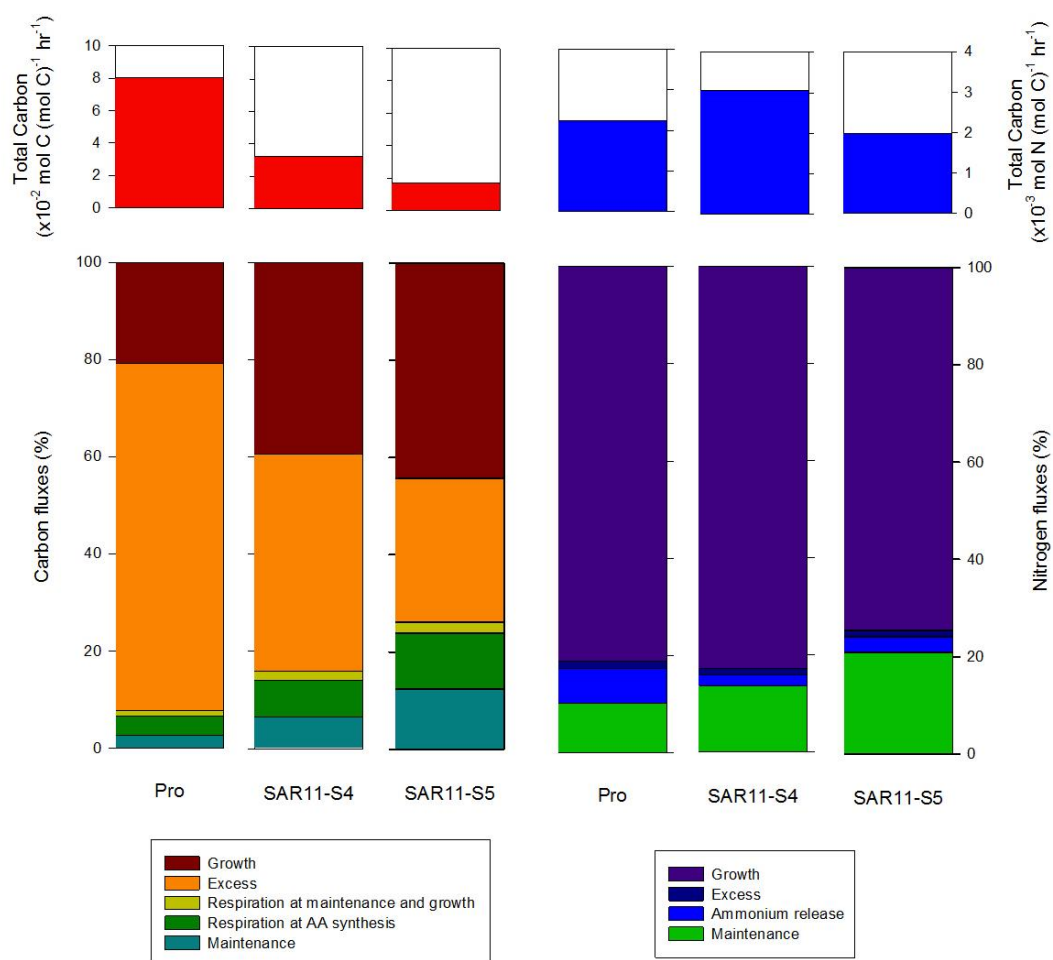 Total Carbon
(x10-2 mol C (mol C)-1 hr-1)
10
8
6
4
2
0
Total Carbon
(x10-3 mol N (mol C)-1 hr-1)
4
3
2
1
0
Carbon fluxes (%)
100
80
60
40
20
0
Nitrogen fluxes (%)
100
80
60
40
20
0
Pro
SAR11-S4
SAR11-S5
Pro
SAR11-S4
SAR11-S5
Growth
Excess
Respiration at maintenance and growth
Respiration at AA synthesis
Maintenance
Growth
Excess
Ammonium release
Maintenance